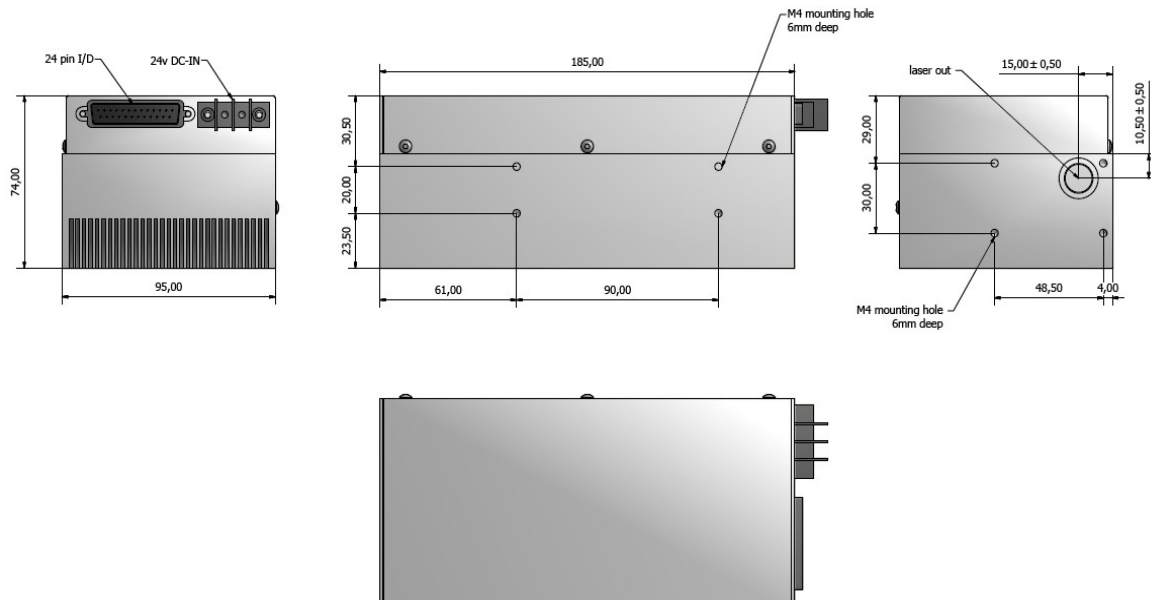 24 pin I/D
24v DC-IN
74,00
95,00
185,00
M4 mounting hole
6mm deep
30,50
20,00
23,50
61,00
90,00
laser out
15,00 ± 0,50
10,50 ± 0,50
29,00
30,00
48,50
4,00
M4 mounting hole
6mm deep